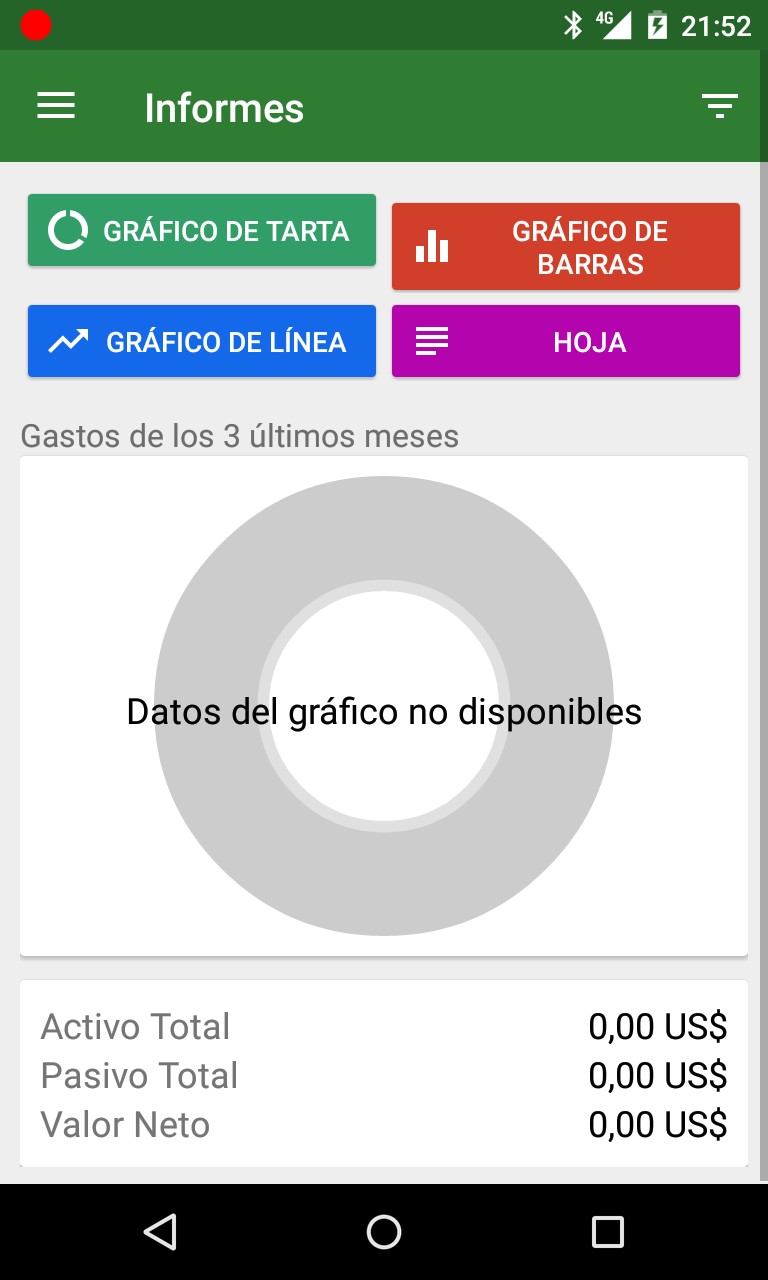 4G 21:52
Informes
GRÁFICO DE TARTA
GRÁFICO DE
BARRAS
GRÁFICO DE LÍNEA
HOJA
Gastos de los 3 últimos meses
Datos del gráfico no disponibles
Activo Total 0,00 US$
Pasivo Total 0,00 US$
Valor Neto 0,00 US$